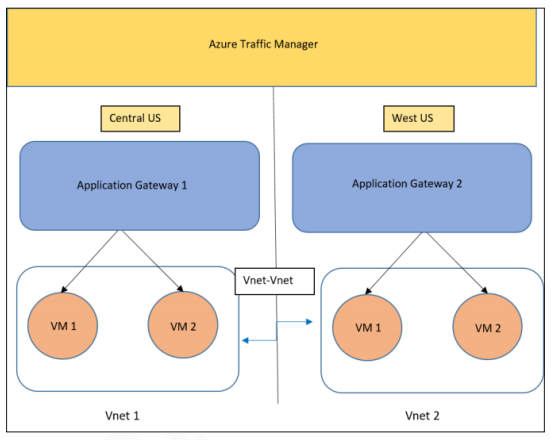 Azure Traffic Manager
Central US
West US
Application Gateway 1
Application Gateway 2
Vnet-Vnet
VM 1
VM 2
VM 1
VM 2
Vnet 1
Vnet 2